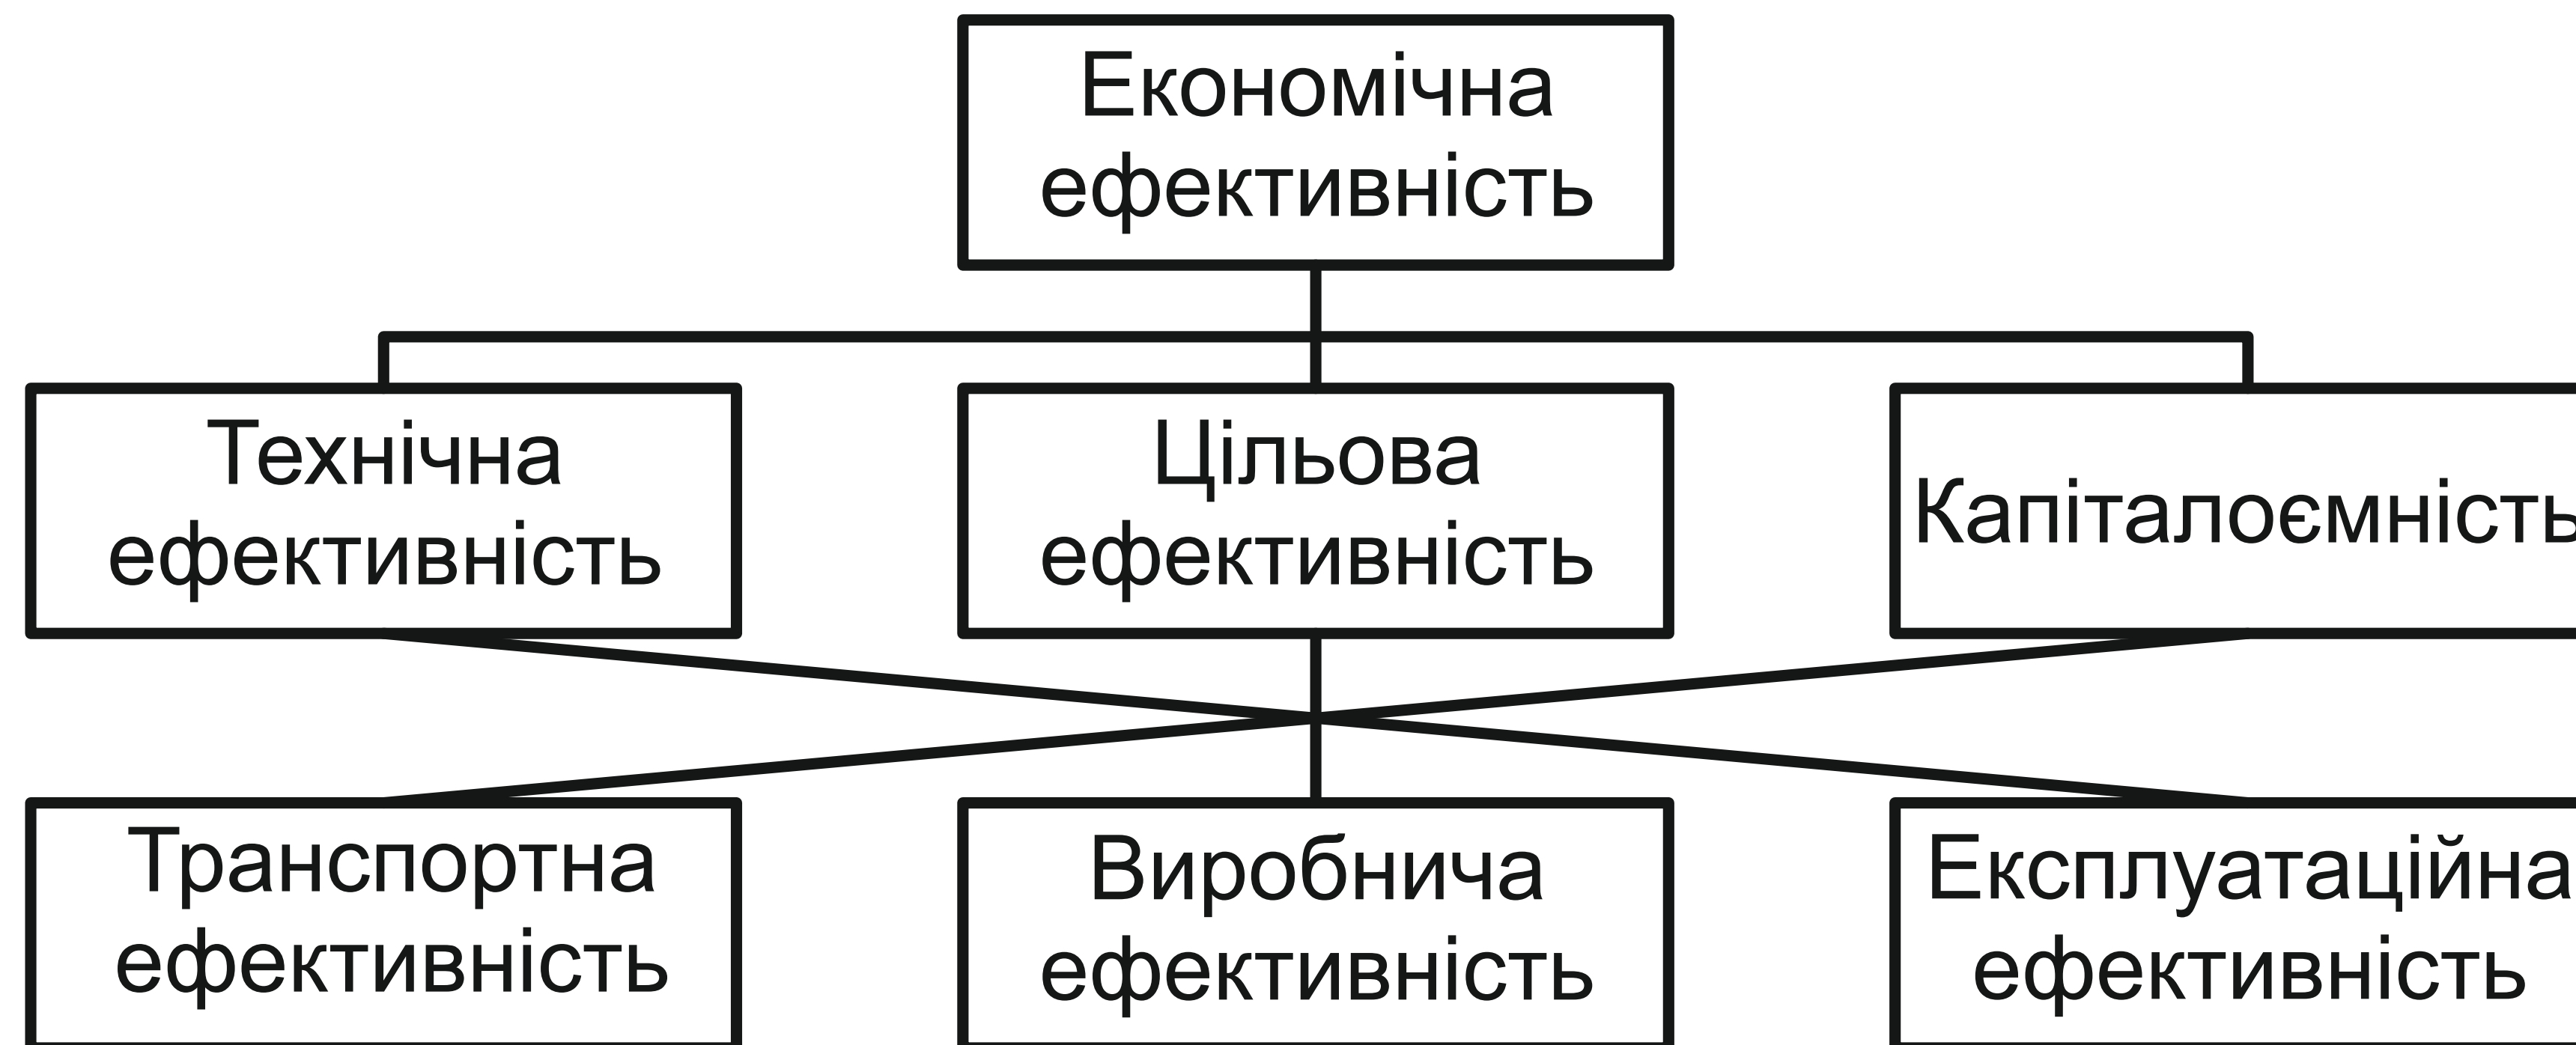 Економічна
ефективність
Технічна
ефективність
Цільова
ефективність
Капіталоємність
Транспортна
ефективність
Виробнича
ефективність
Експлуатаційна
ефективність